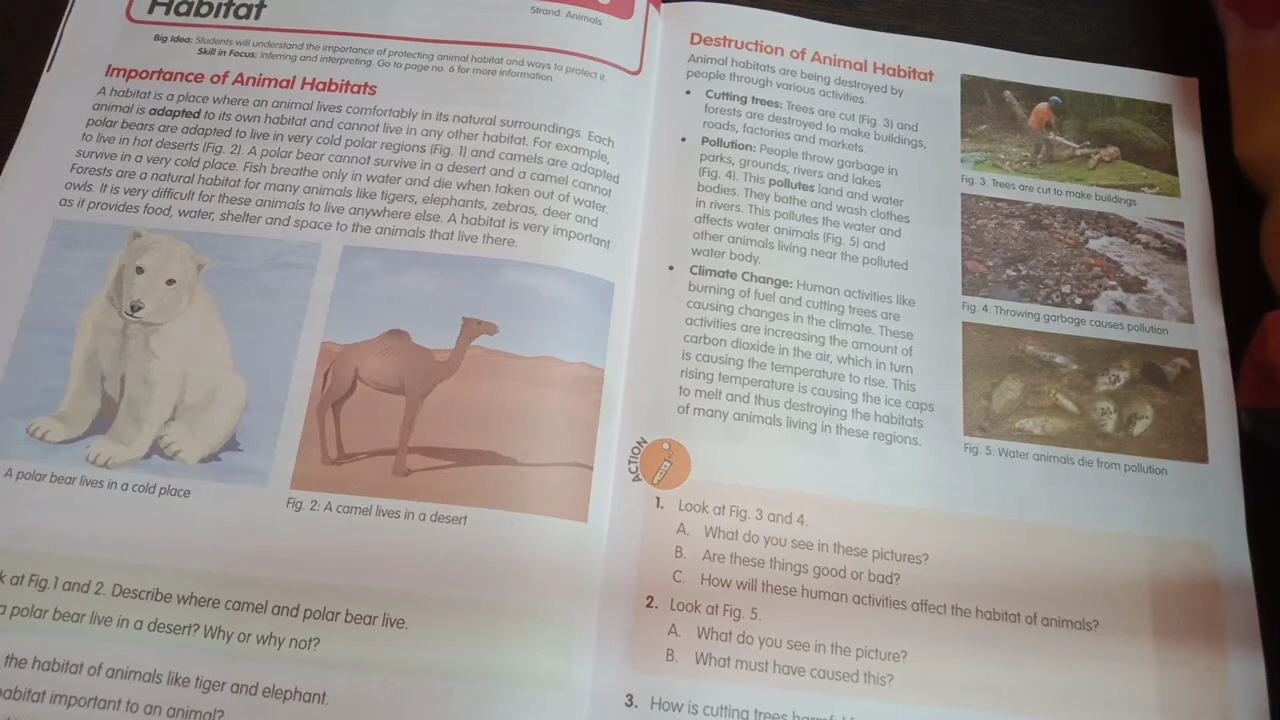 Habitat
Strand: Animals
Big Idea: Students will understand the importance of protecting animal habitat and ways to protect it.
Skill in Focus: Inferring and interpreting. Go to page no. 6 for more information.
Importance of Animal Habitats
A habitat is a place where an animal lives comfortably in its natural surroundings. Each
animal is adapted to its own habitat and cannot live in any other habitat. For example,
polar bears are adapted to live in very cold polar regions (Fig. 1) and camels are adapted
to live in hot deserts (Fig. 2). A polar bear cannot survive in a desert and a camel cannot
survive in a very cold place. Fish breathe only in water and die when taken out of water.
Forests are a natural habitat for many animals like tigers, elephants, zebras, deer and
owls. It is very difficult for these animals to live anywhere else. A habitat is very important
as it provides food, water, shelter and space to the animals that live there.
A polar bear lives in a cold place
Fig. 2: A camel lives in a desert
k at Fig.1 and 2. Describe where camel and polar bear live.
a polar bear live in a desert? Why or why not?
the habitat of animals like tiger and elephant.
abitat important to an animal?
Destruction of Animal Habitat
Animal habitats are being destroyed by
people through various activities.
• Cutting trees: Trees are cut (Fig. 3) and
forests are destroyed to make buildings,
roads, factories and markets.
• Pollution: People throw garbage in
parks, grounds, rivers and lakes
(Fig. 4). This pollutes land and water
bodies. They bathe and wash clothes
in rivers. This pollutes the water and
affects water animals (Fig. 5) and
other animals living near the polluted
water body.
• Climate Change: Human activities like
burning of fuel and cutting trees are
causing changes in the climate. These
activities are increasing the amount of
carbon dioxide in the air, which in turn
is causing the temperature to rise. This
rising temperature is causing the ice caps
to melt and thus destroying the habitats
of many animals living in these regions.
Fig. 3. Trees are cut to make buildings
Fig. 4: Throwing garbage causes pollution
Fig. 5: Water animals die from pollution
ACTION
1. Look at Fig. 3 and 4.
A. What do you see in these pictures?
B. Are these things good or bad?
C. How will these human activities affect the habitat of animals?
2. Look at Fig. 5.
A. What do you see in the picture?
B. What must have caused this?
3. How is cutting trees